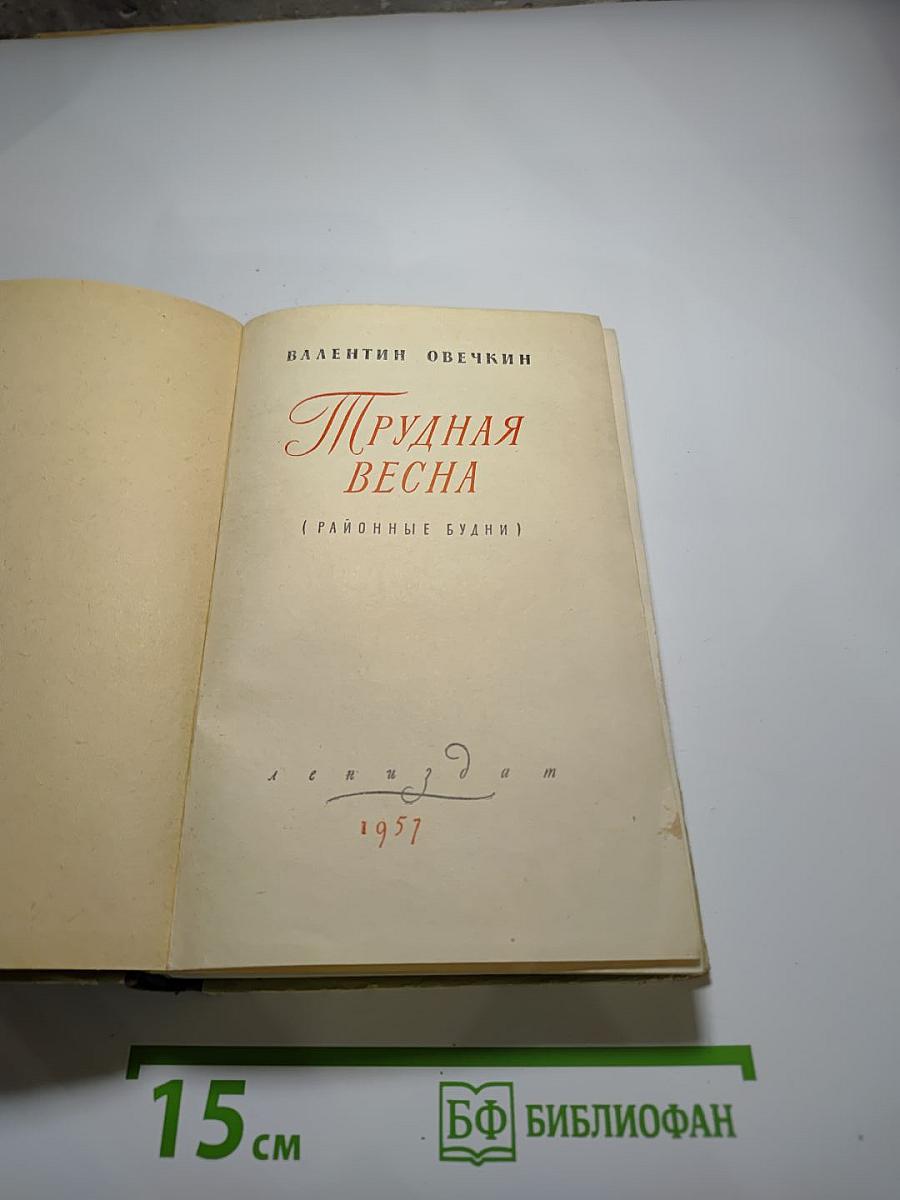 ВАЛЕНТИН ОВЕЧКИН
ТРУДНАЯ
ВЕСНА
(РАЙОННЫЕ БУДНИ)
лениздат
1957
15 см
БФ БИБЛИОФАН